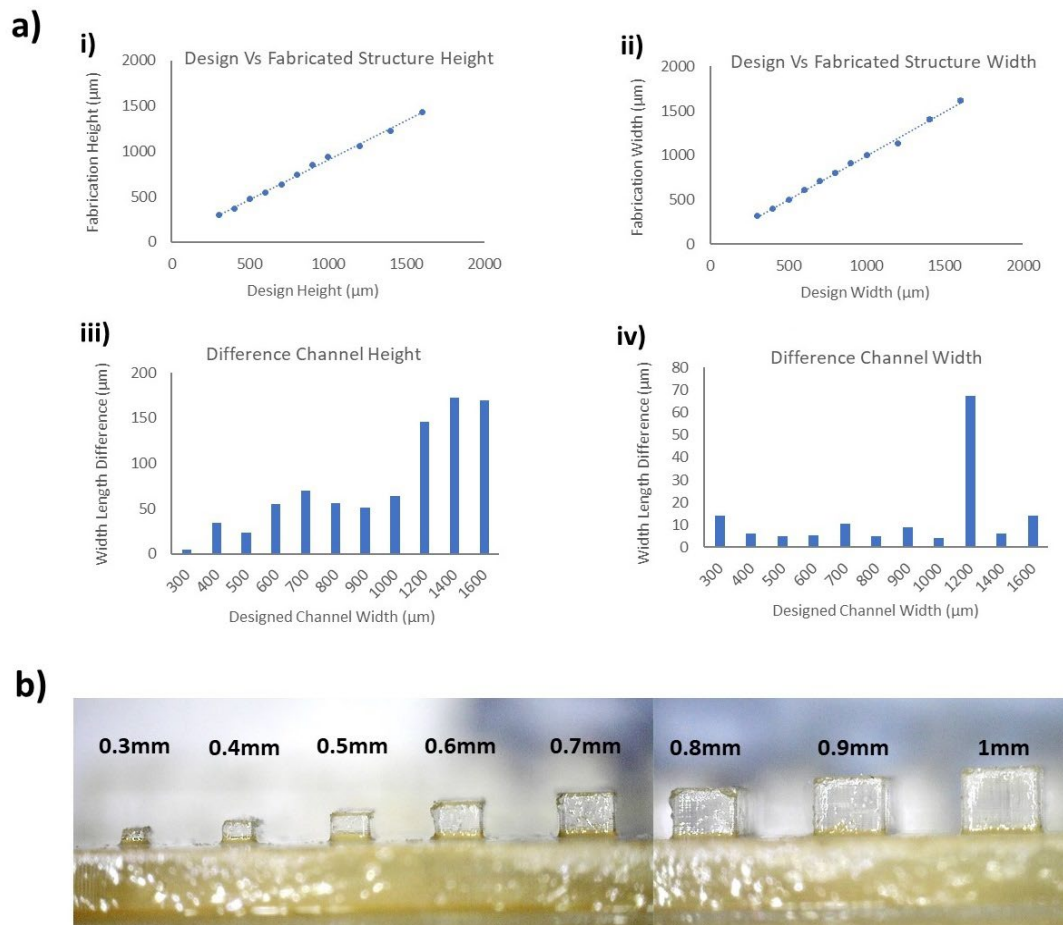 a)
i)
Design Vs Fabricated Structure Height
Fabrication Height (µm)
2000
1500
1000
500
0
0 500 1000 1500 2000
Design Height (µm)
ii)
Design Vs Fabricated Structure Width
Fabrication Width (µm)
2000
1500
1000
500
0
0 500 1000 1500 2000
Design Width (µm)
iii)
Difference Channel Height
Width Length Difference (µm)
200
150
100
50
0
300 400 500 600 700 800 900 1000 1200 1400 1600
Designed Channel Width (µm)
iv)
Difference Channel Width
Width Length Difference (µm)
80
70
60
50
40
30
20
10
0
300 400 500 600 700 800 900 1000 1200 1400 1600
Designed Channel Width (µm)
b)
0.3mm 0.4mm 0.5mm 0.6mm 0.7mm 0.8mm 0.9mm 1mm